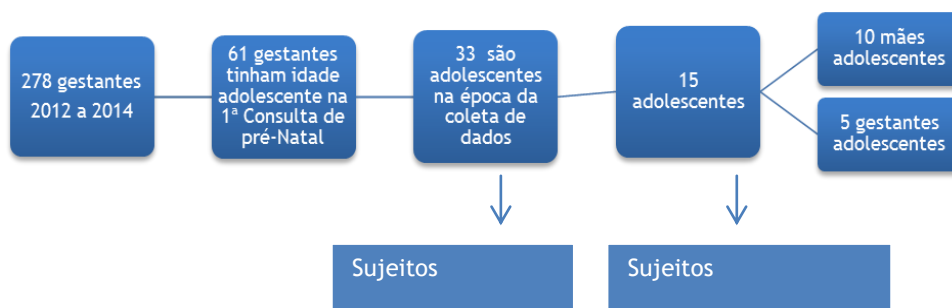 278 gestantes
2012 a 2014
61 gestantes
tinham idade
adolescente na
1ª Consulta de
pré-Natal
33 são
adolescentes
na época da
coleta de
dados
15
adolescentes
10 mães
adolescentes
5 gestantes
adolescentes
Sujeitos
Sujeitos